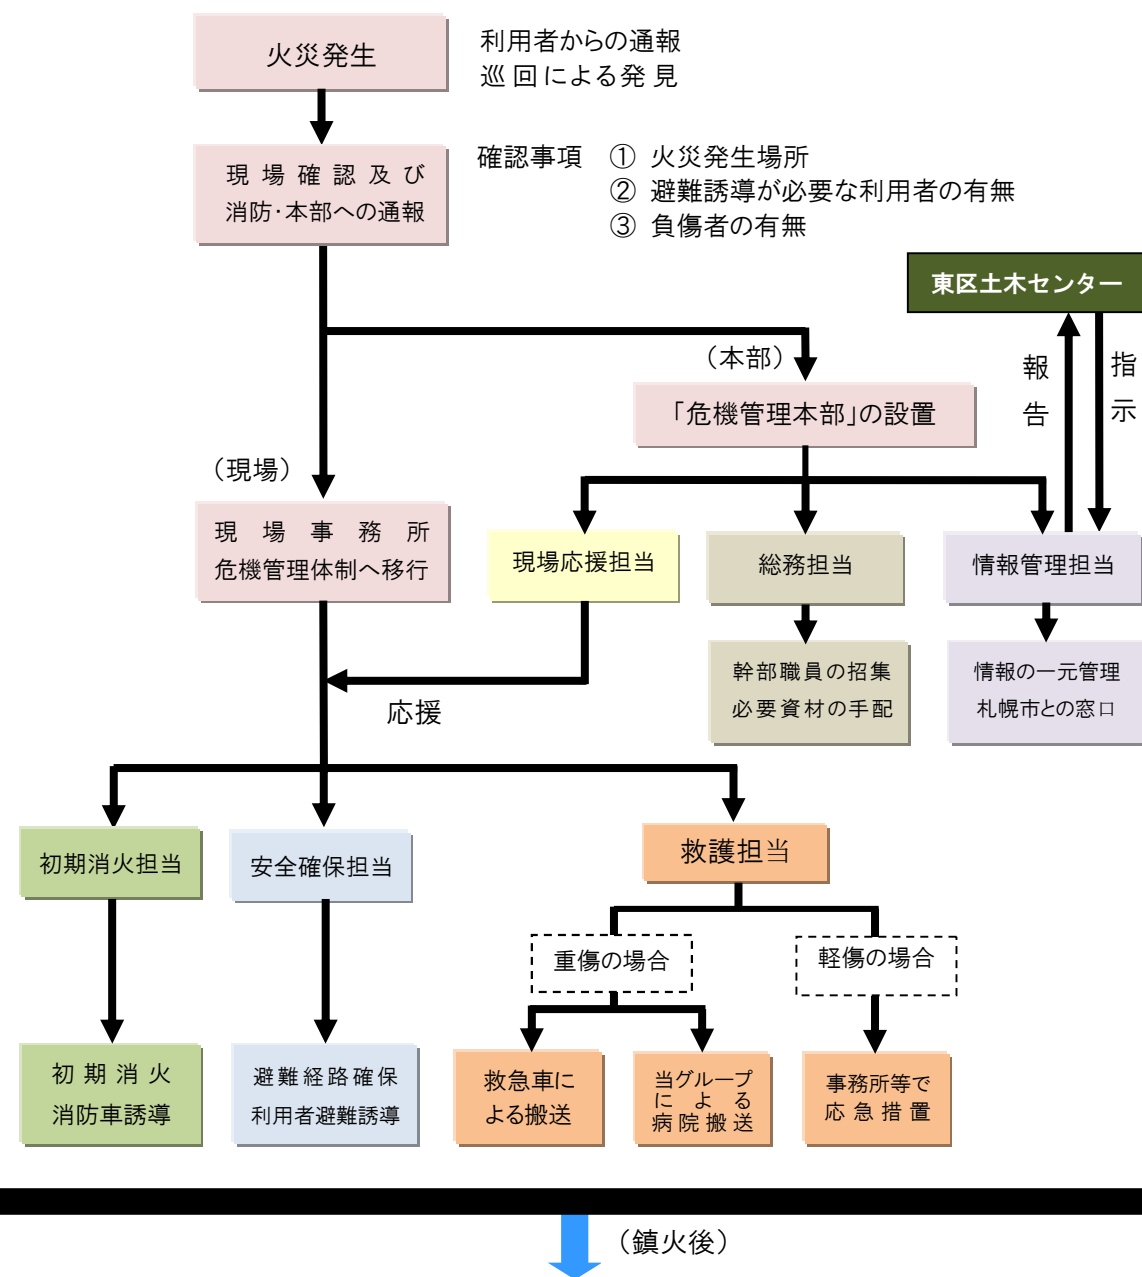 火災発生
利用者からの通報
巡回による発見
現場確認及び
消防・本部への通報
確認事項 ① 火災発生場所
② 避難誘導が必要な利用者の有無
③ 負傷者の有無
東区土木センター
報告
指示
（本部）
「危機管理本部」の設置
（現場）
現場事務所
危機管理体制へ移行
現場応援担当
総務担当
情報管理担当
幹部職員の招集
必要資材の手配
情報の一元管理
札幌市との窓口
応援
初期消火担当
安全確保担当
救護担当
重傷の場合
軽傷の場合
初期消火
消防車誘導
避難経路確保
利用者避難誘導
救急車に
よる搬送
当グループ
による
病院搬送
事務所等で
応急措置
（鎮火後）